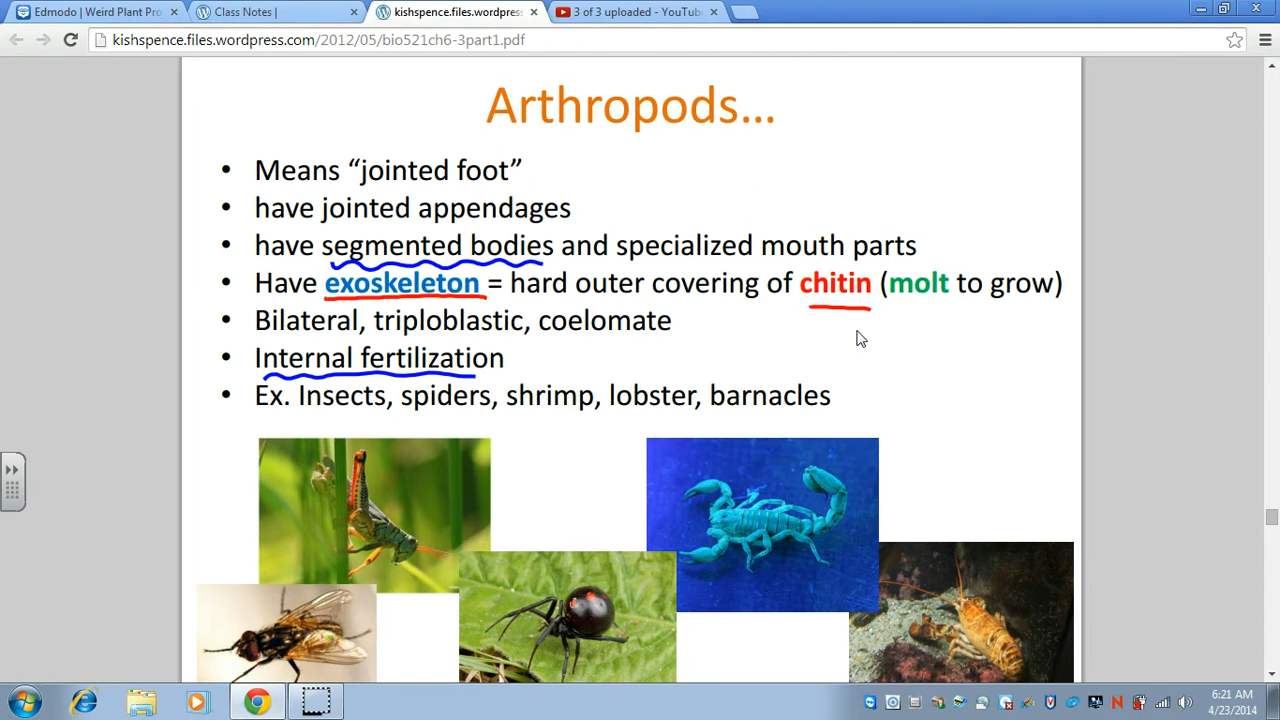 Edmodo | Weird Plant Pro
Class Notes |
kishspence.files.wordpress
3 of 3 uploaded - YouTub
kishspence.files.wordpress.com/2012/05/bio521ch6-3part1.pdf
Arthropods...
• Means “jointed foot”
• have jointed appendages
• have segmented bodies and specialized mouth parts
• Have exoskeleton = hard outer covering of chitin (molt to grow)
• Bilateral, triploblastic, coelomate
• Internal fertilization
• Ex. Insects, spiders, shrimp, lobster, barnacles
6:21 AM
4/23/2014